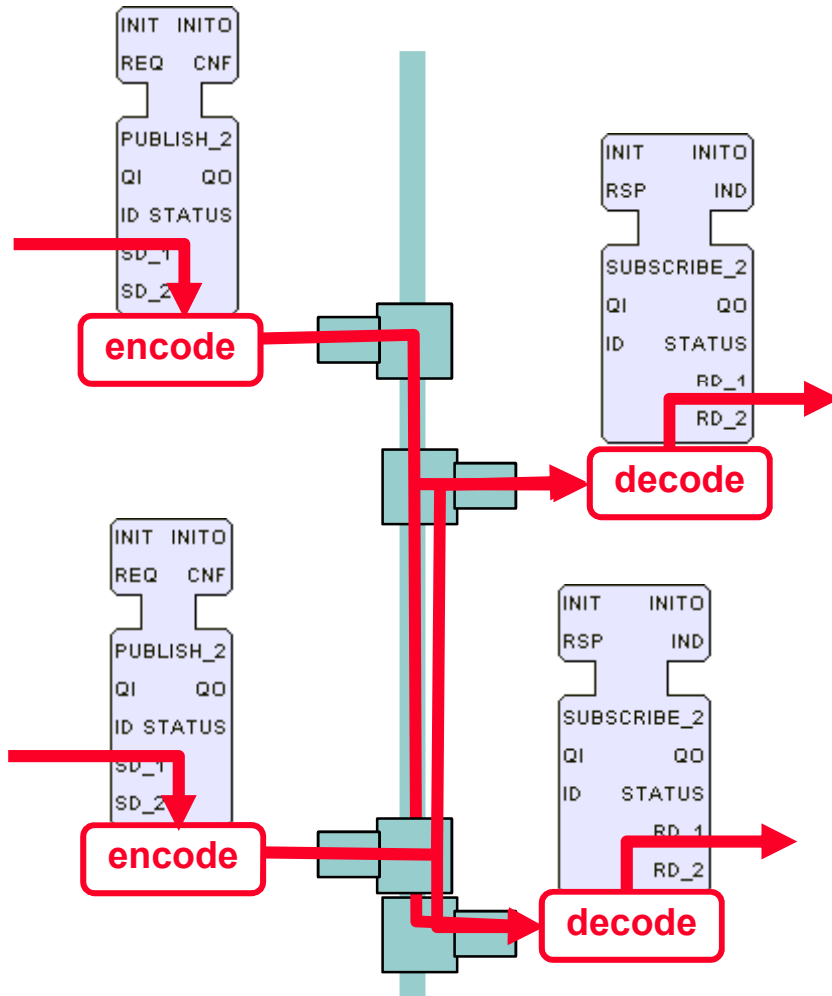 INIT INITO
REQ CNF
PUBLISH_2
QI QO
ID STATUS
SD_1
SD_2
encode
INIT INITO
RSP IND
SUBSCRIBE_2
QI QO
ID STATUS
RD_1
RD_2
decode
INIT INITO
REQ CNF
PUBLISH_2
QI QO
ID STATUS
SD_1
SD_2
encode
INIT INITO
RSP IND
SUBSCRIBE_2
QI QO
ID STATUS
RD_1
RD_2
decode